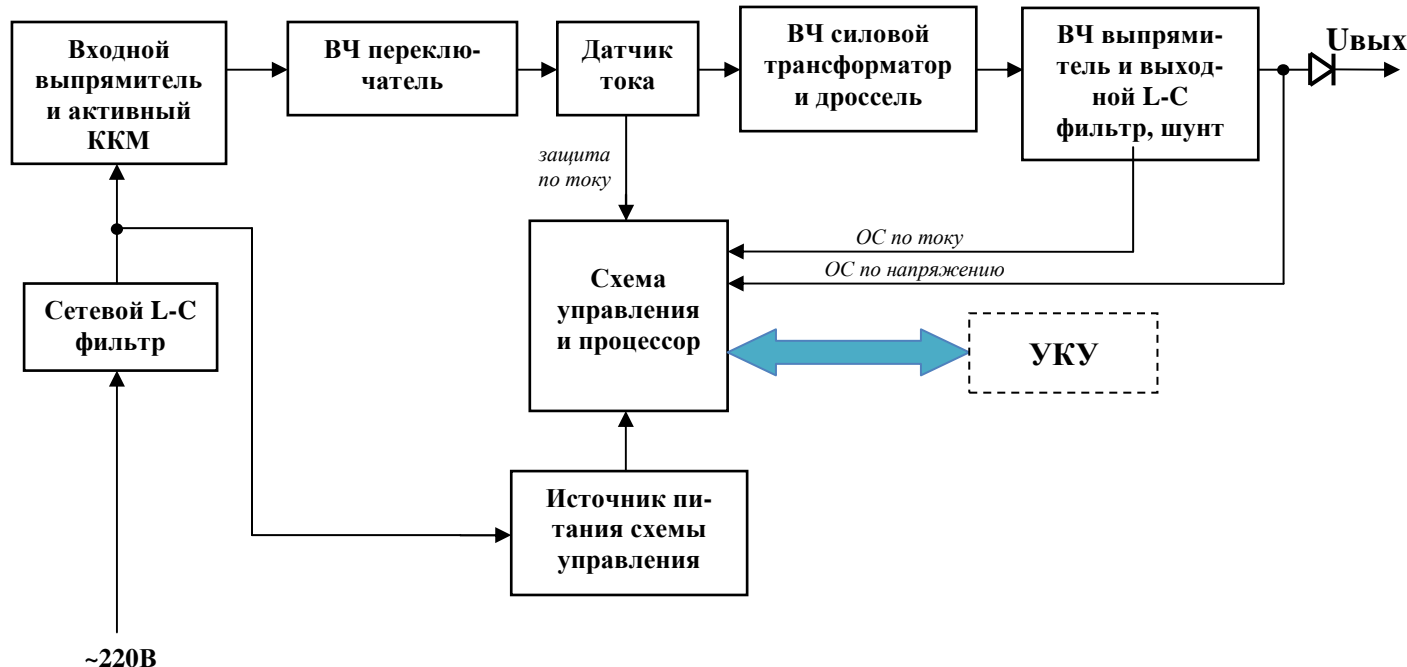 Входной
выпрямитель
и активный
ККМ
ВЧ переклю-
чатель
Датчик
тока
ВЧ силовой
трансформатор
и дроссель
ВЧ выпрями-
тель и выход-
ной L-C
фильтр, шунт
Uвых
защита
по току
ОС по току
ОС по напряжению
Схема
управления
и процессор
Сетевой L-C
фильтр
УКУ
Источник пи-
тания схемы
управления
~220В